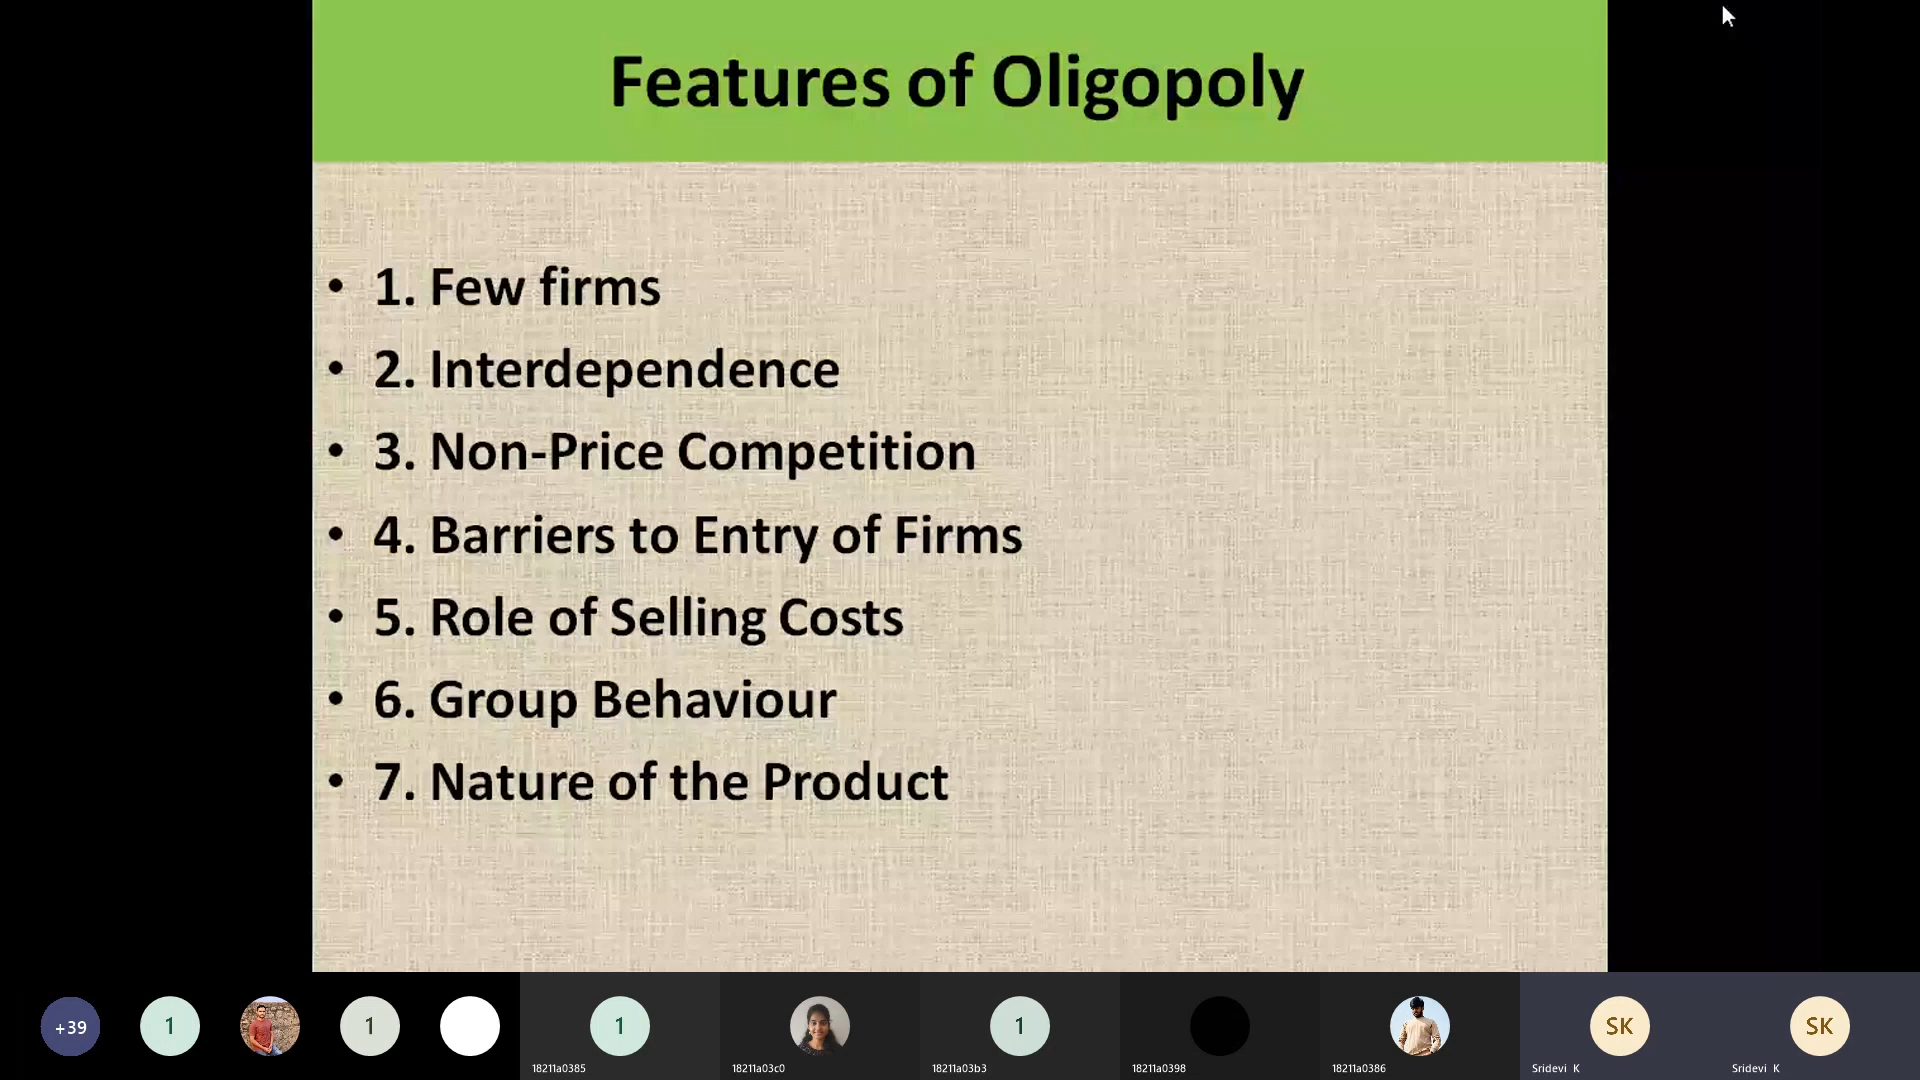 Features of Oligopoly
• 1. Few firms
• 2. Interdependence
• 3. Non-Price Competition
• 4. Barriers to Entry of Firms
• 5. Role of Selling Costs
• 6. Group Behaviour
• 7. Nature of the Product
+39
1
1
1
1
SK
SK
18211a0385
18211a03c0
18211a03b3
18211a0398
18211a0386
Sridevi K
Sridevi K